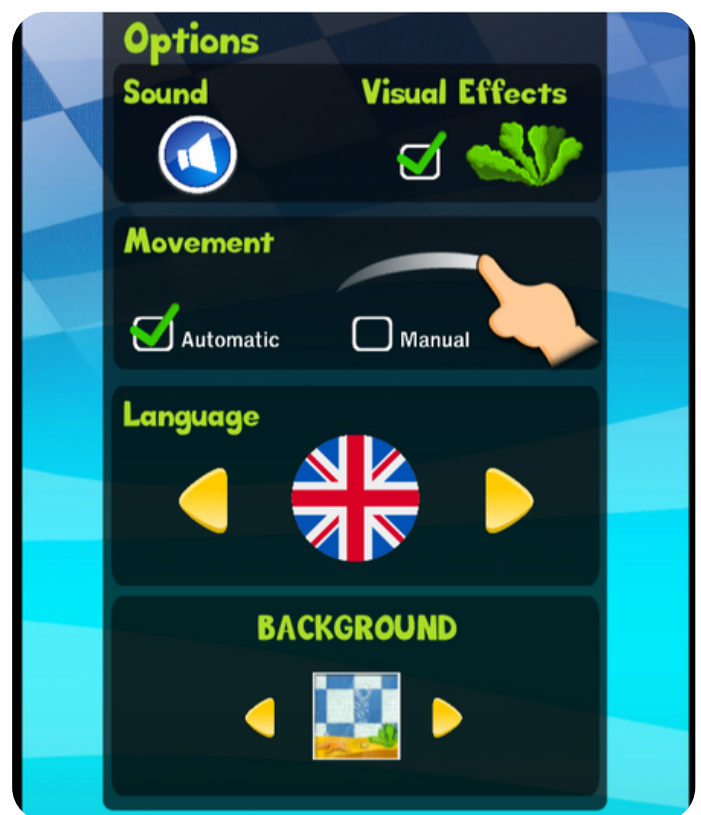 Options
Sound Visual Effects
Movement
Automatic Manual
Language
BACKGROUND